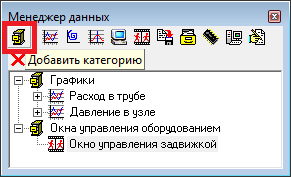 Менеджер данных
Добавить категорию
Графики
Расход в трубе
Давление в узле
Окна управления оборудованием
Окно управления задвижкой